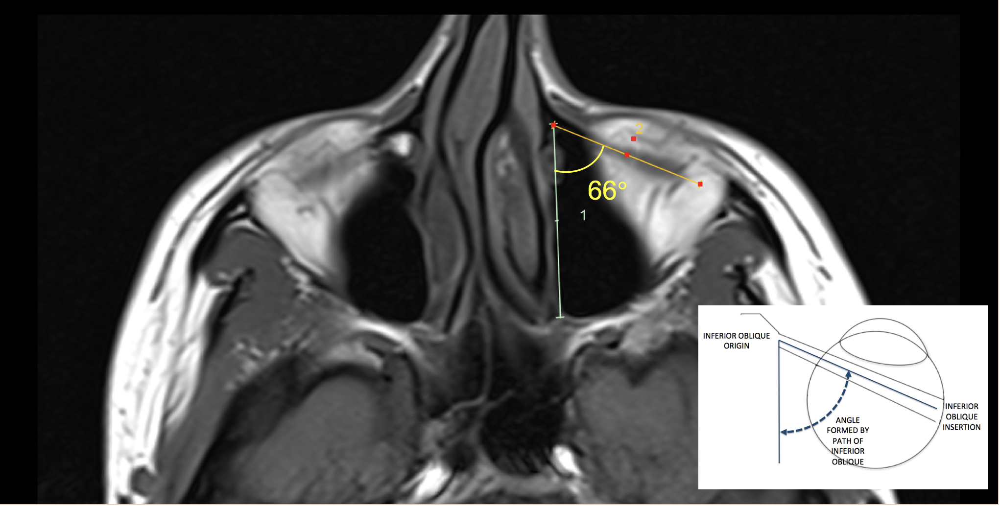 2
66°
1
INFERIOR OBLIQUE
ORIGIN
INFERIOR
OBLIQUE
INSERTION
ANGLE
FORMED BY
PATH OF
INFERIOR
OBLIQUE